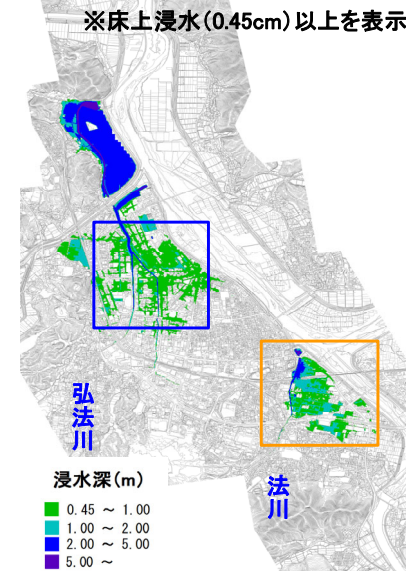 ※床上浸水(0.45cm)以上を表示
弘法川
法川
浸水深(m)
0.45 ～ 1.00
1.00 ～ 2.00
2.00 ～ 5.00
5.00 ～